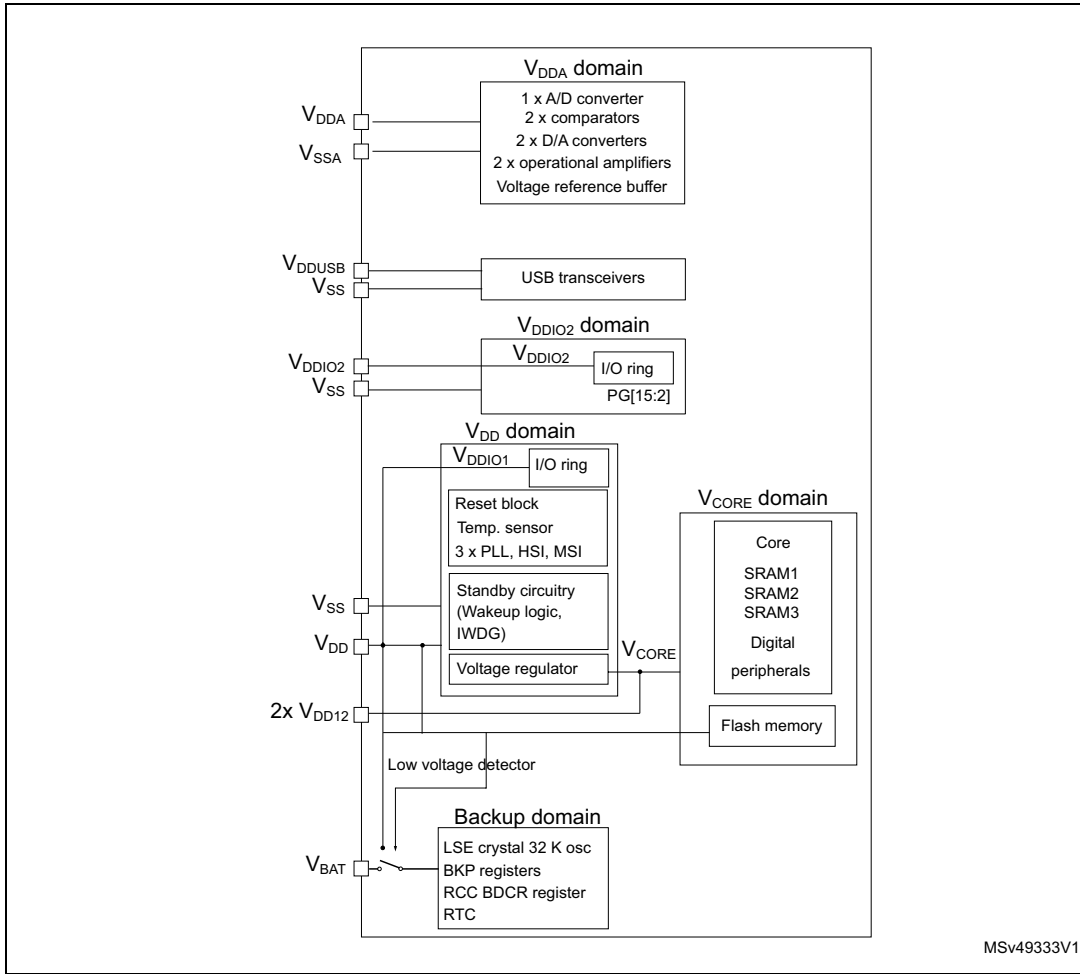 VDDA domain
1 x A/D converter
2 x comparators
2 x D/A converters
2 x operational amplifiers
Voltage reference buffer
VDDA
VSSA
VDDUSB
VSS
USB transceivers
VDDIO2 domain
VDDIO2
VSS
VDDIO2
I/O ring
PG[15:2]
VDD domain
VDDIO1
I/O ring
Reset block
Temp. sensor
3 x PLL, HSI, MSI
Standby circuitry
(Wakeup logic,
IWDG)
Voltage regulator
VSS
VDD
2x VDD12
VCORE
VCORE domain
Core
SRAM1
SRAM2
SRAM3
Digital
peripherals
Flash memory
Low voltage detector
Backup domain
LSE crystal 32 K osc
BKP registers
RCC BDCR register
RTC
VBAT
MSv49333V1